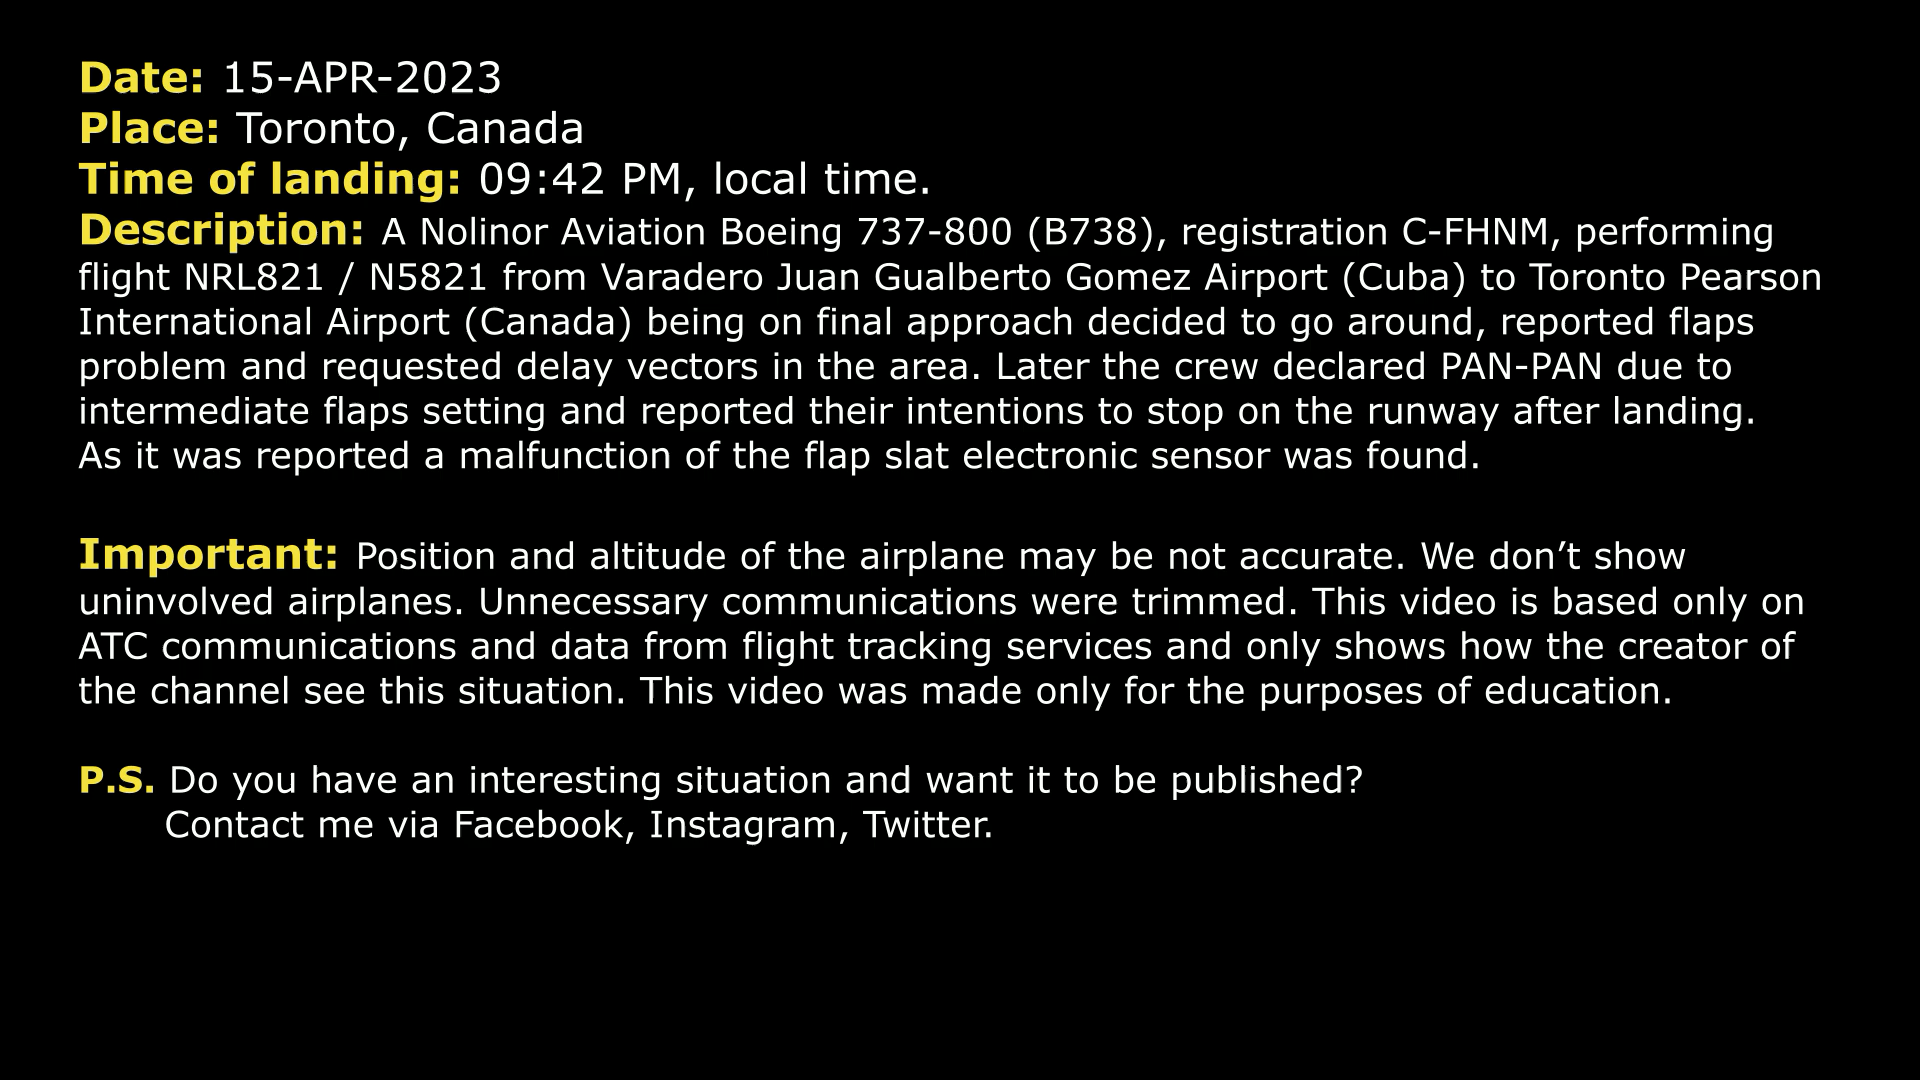 Date: 15-APR-2023
Place: Toronto, Canada
Time of landing: 09:42 PM, local time.
Description: A Nolinor Aviation Boeing 737-800 (B738), registration C-FHNM, performing
flight NRL821 / N5821 from Varadero Juan Gualberto Gomez Airport (Cuba) to Toronto Pearson
International Airport (Canada) being on final approach decided to go around, reported flaps
problem and requested delay vectors in the area. Later the crew declared PAN-PAN due to
intermediate flaps setting and reported their intentions to stop on the runway after landing.
As it was reported a malfunction of the flap slat electronic sensor was found.
Important: Position and altitude of the airplane may be not accurate. We don’t show
uninvolved airplanes. Unnecessary communications were trimmed. This video is based only on
ATC communications and data from flight tracking services and only shows how the creator of
the channel see this situation. This video was made only for the purposes of education.
P.S. Do you have an interesting situation and want it to be published?
Contact me via Facebook, Instagram, Twitter.